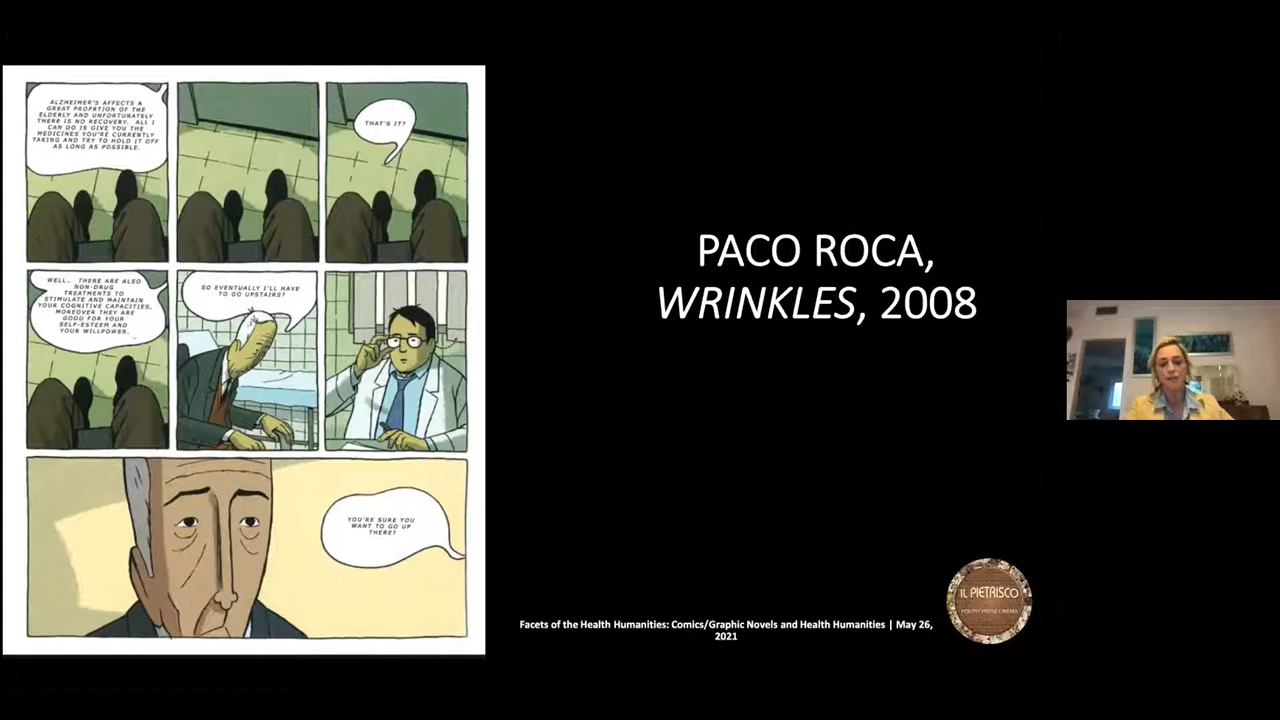 ALZHEIMER'S AFFECTS A
GREAT PROPRTION OF THE
ELDERLY AND UNFORTUNATELY
THERE IS NO RECOVERY. ALL I
CAN DO IS GIVE YOU THE
MEDICINES YOU'RE CURRENTLY
TAKING AND TRY TO HOLD IT OFF
AS LONG AS POSSIBLE.
THAT'S IT?
WELL... THERE ARE ALSO
NON-DRUG
TREATMENTS TO
STIMULATE AND MAINTAIN
YOUR COGNITIVE CAPACITIES,
MOREOVER THEY ARE
GOOD FOR YOUR
SELF-ESTEEM AND
YOUR WILLPOWER.
SO EVENTUALLY I'LL HAVE
TO GO UPSTAIRS?
YOU'RE SURE YOU
WANT TO GO UP
THERE?
PACO ROCA,
WRINKLES, 2008
Facets of the Health Humanities: Comics/Graphic Novels and Health Humanities | May 26,
2021
IL PIETRISCO
POETRY PROSE CINEMA